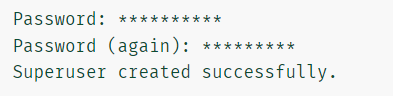 Password: **********
Password (again): *********
Superuser created successfully.